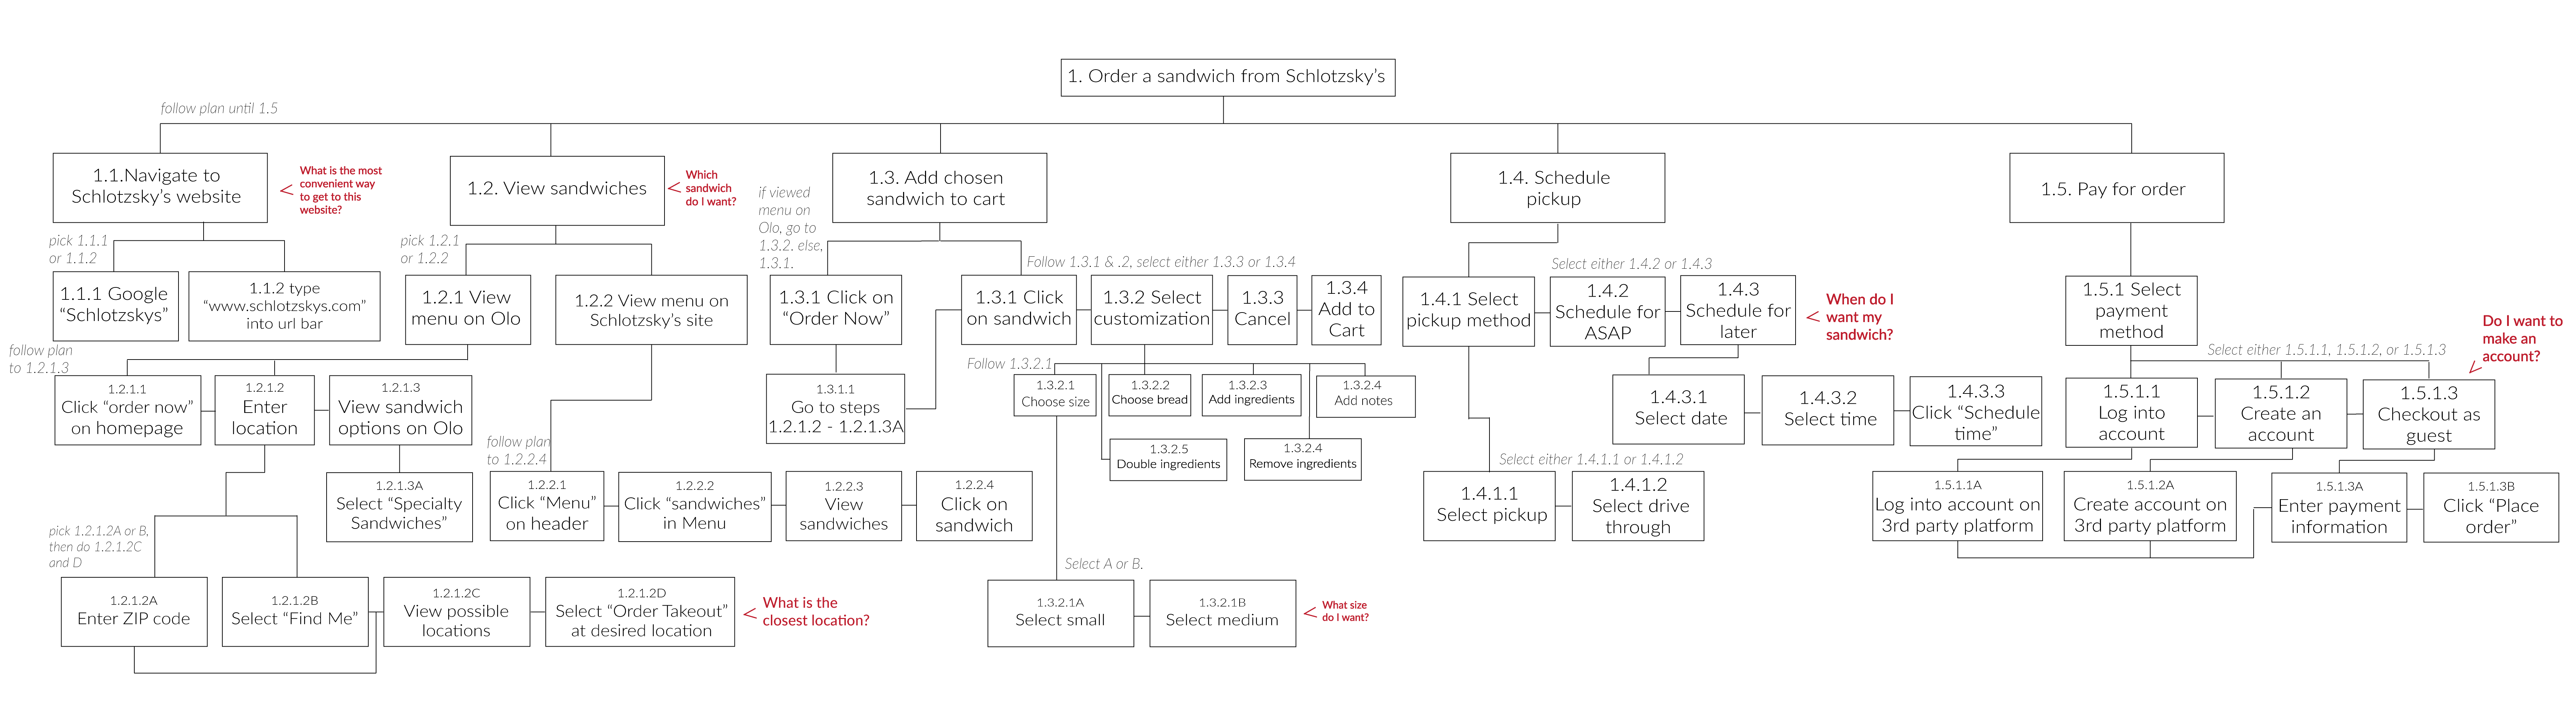 1. Order a sandwich from Schlotzsky's
follow plan until 1.5
1.1.Navigate to
Schlotzsky's website
What is the most
convenient way
to get to this
website?
1.2. View sandwiches
Which
sandwich
do I want?
1.3. Add chosen
sandwich to cart
1.4. Schedule
pickup
1.5. Pay for order
pick 1.1.1
or 1.1.2
1.1.1 Google
“Schlotzskys”
1.1.2 type
“www.schlotzskys.com”
into url bar
pick 1.2.1
or 1.2.2
1.2.1 View
menu on Olo
1.2.2 View menu on
Schlotzsky's site
if viewed
menu on
Olo, go to
1.3.2. else,
1.3.1.
1.3.1 Click on
“Order Now”
Follow 1.3.1 & .2, select either 1.3.3 or 1.3.4
1.3.1 Click
on sandwich
1.3.2 Select
customization
1.3.3
Cancel
1.3.4
Add to
Cart
1.4.1 Select
pickup method
Select either 1.4.2 or 1.4.3
1.4.2
Schedule for
ASAP
1.4.3
Schedule for
later
When do I
want my
sandwich?
1.5.1 Select
payment
method
Do I want to
make an
account?
follow plan
to 1.2.1.3
1.2.1.1
Click “order now”
on homepage
1.2.1.2
Enter
location
1.2.1.3
View sandwich
options on Olo
1.3.1.1
Go to steps
1.2.1.2 - 1.2.1.3A
Follow 1.3.2.1
1.3.2.1
Choose size
1.3.2.2
Choose bread
1.3.2.3
Add ingredients
1.3.2.4
Add notes
1.3.2.5
Double ingredients
1.3.2.4
Remove ingredients
1.4.3.1
Select date
1.4.3.2
Select time
1.4.3.3
Click “Schedule
time”
Select either 1.5.1.1, 1.5.1.2, or 1.5.1.3
1.5.1.1
Log into
account
1.5.1.2
Create an
account
1.5.1.3
Checkout as
guest
1.2.1.3A
Select “Specialty
Sandwiches”
follow plan
to 1.2.2.4
1.2.2.1
Click “Menu”
on header
1.2.2.2
Click “sandwiches”
in Menu
1.2.2.3
View
sandwiches
1.2.2.4
Click on
sandwich
Select either 1.4.1.1 or 1.4.1.2
1.4.1.1
Select pickup
1.4.1.2
Select drive
through
1.5.1.1A
Log into account on
3rd party platform
1.5.1.2A
Create account on
3rd party platform
1.5.1.3A
Enter payment
information
1.5.1.3B
Click “Place
order”
pick 1.2.1.2A or B,
then do 1.2.1.2C
and D
1.2.1.2A
Enter ZIP code
1.2.1.2B
Select “Find Me”
1.2.1.2C
View possible
locations
1.2.1.2D
Select “Order Takeout”
at desired location
What is the
closest location?
Select A or B.
1.3.2.1A
Select small
1.3.2.1B
Select medium
What size
do I want?